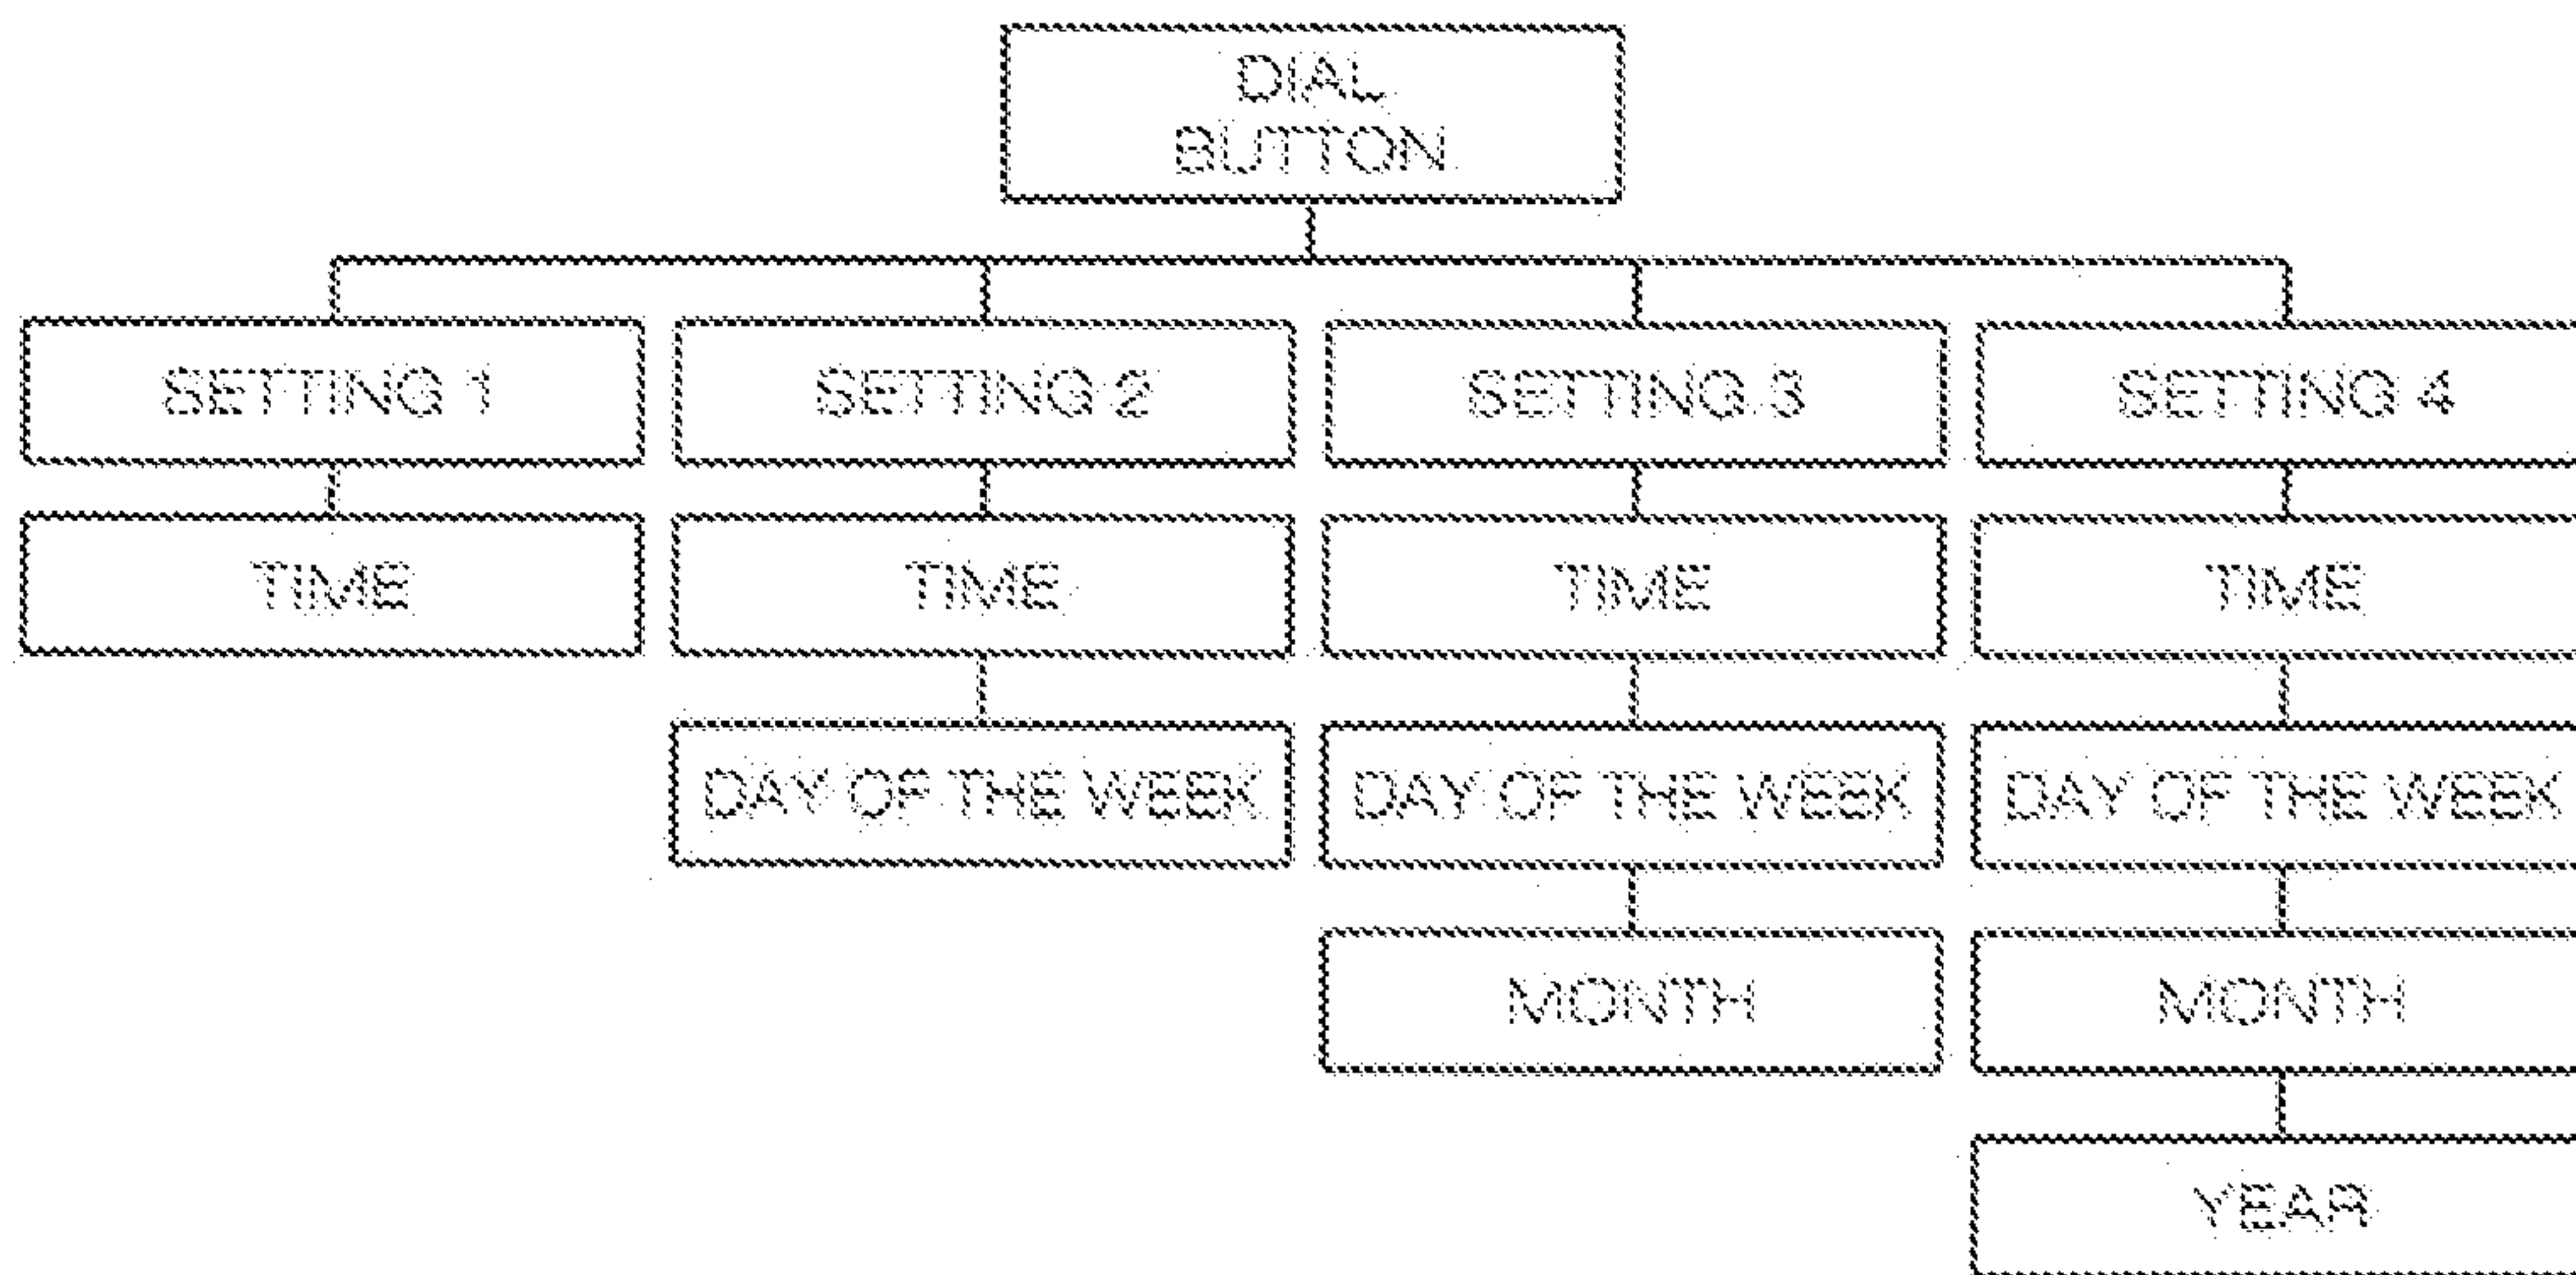 DIAL
BUTTON
SETTING 1
SETTING 2
SETTING 3
SETTING 4
TIME
TIME
TIME
TIME
DAY OF THE WEEK
DAY OF THE WEEK
DAY OF THE WEEK
MONTH
MONTH
YEAR